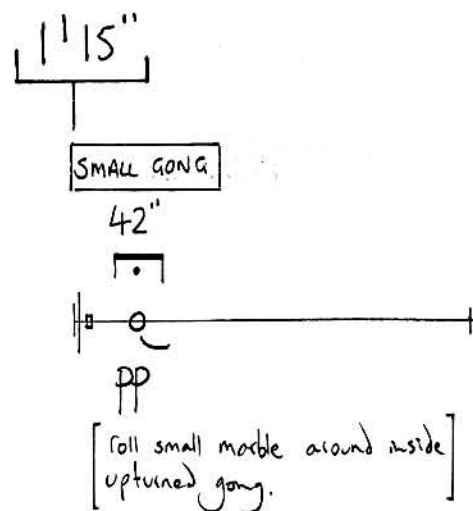 1'15"
SMALL GONG
42"
pp
[roll small marble around inside
upturned gong.]